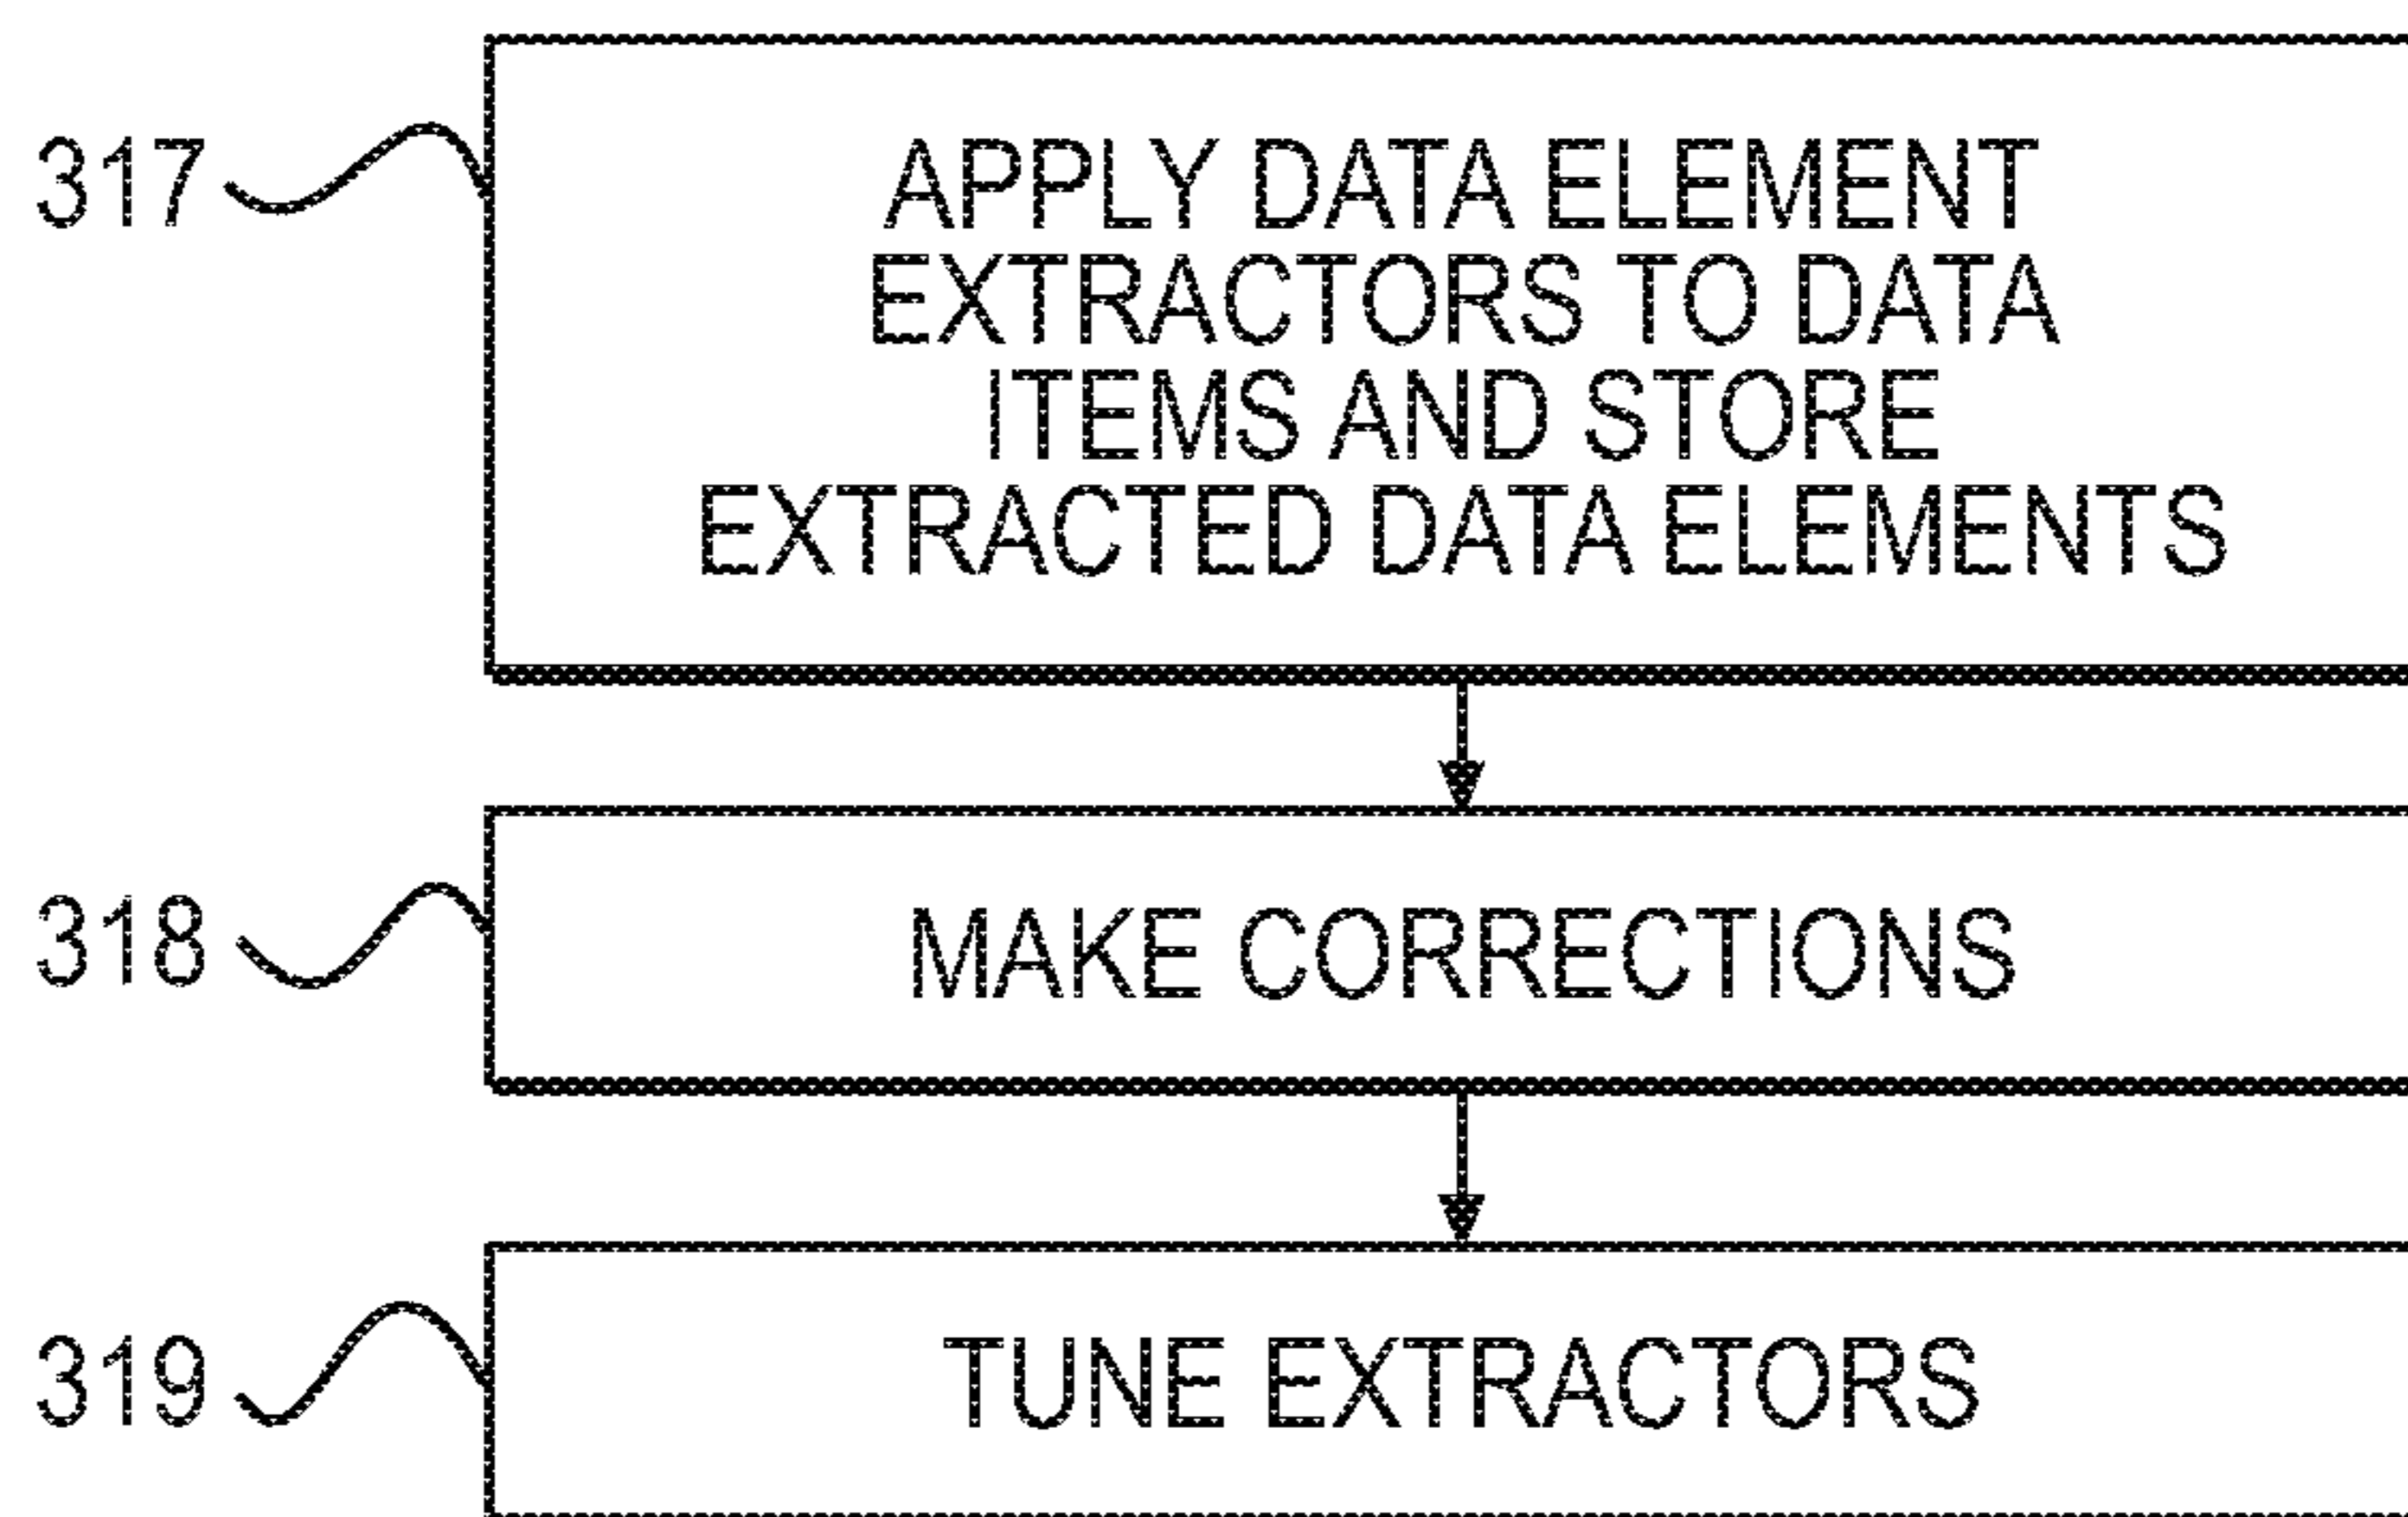 317
APPLY DATA ELEMENT
EXTRACTORS TO DATA
ITEMS AND STORE
EXTRACTED DATA ELEMENTS
318
MAKE CORRECTIONS
319
TUNE EXTRACTORS